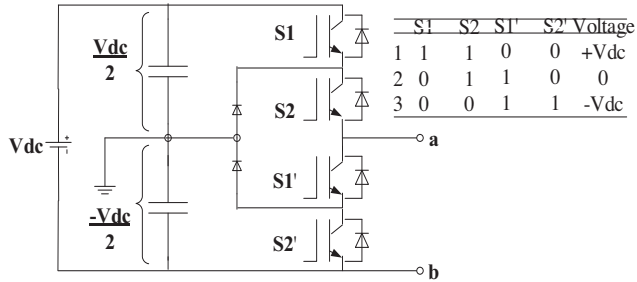 Vdc
2
Vdc
+
-Vdc
2
S1
S2
S1'
S2'
a
b
S1 S2 S1' S2' Voltage
1 1 1 0 0 +Vdc
2 0 1 1 0 0
3 0 0 1 1 -Vdc